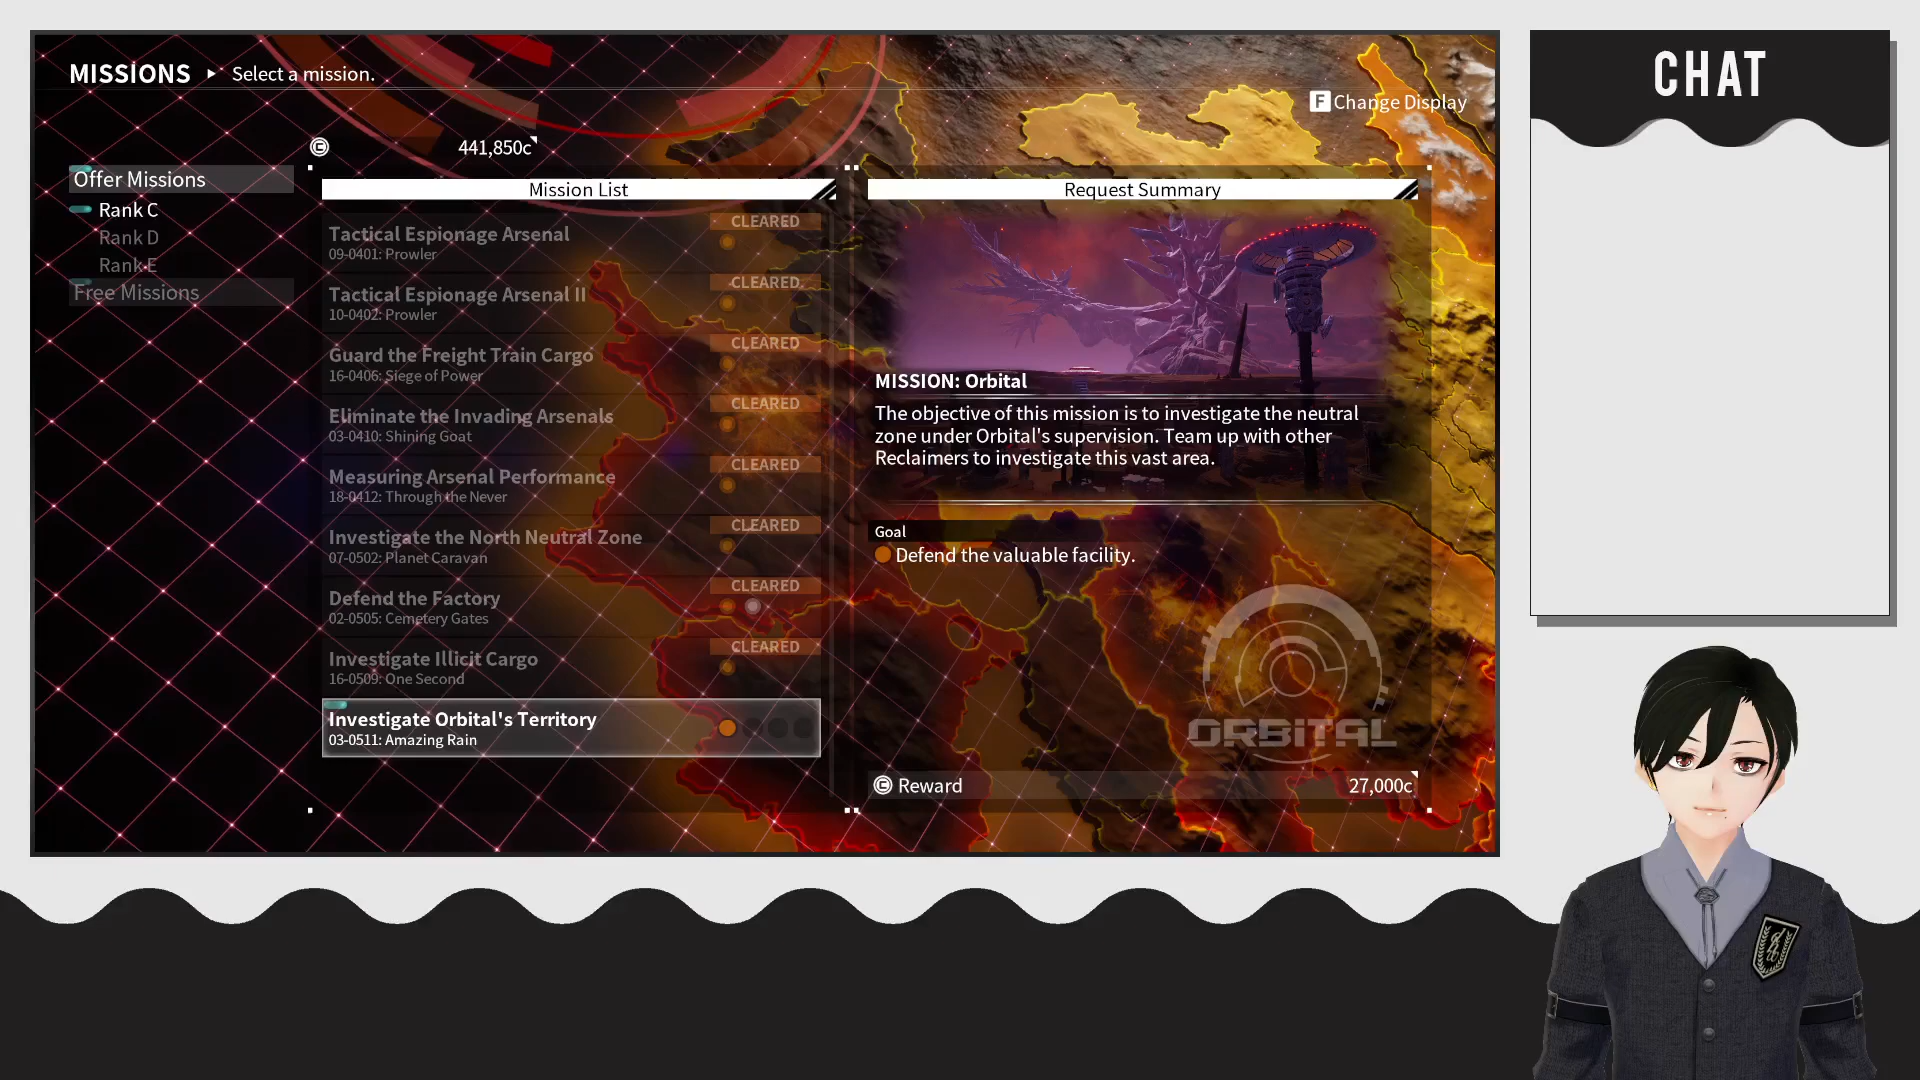 MISSIONS ▶ Select a mission.
F Change Display
441,850c
Offer Missions
Rank C
Rank D
Rank E
Free Missions
Mission List
Tactical Espionage Arsenal
09-0401: Prowler
CLEARED
Tactical Espionage Arsenal II
10-0402: Prowler
CLEARED
Guard the Freight Train Cargo
16-0406: Siege of Power
CLEARED
Eliminate the Invading Arsenals
03-0410: Shining Goat
CLEARED
Measuring Arsenal Performance
18-0412: Through the Never
CLEARED
Investigate the North Neutral Zone
07-0502: Planet Caravan
CLEARED
Defend the Factory
02-0505: Cemetery Gates
CLEARED
Investigate Illicit Cargo
16-0509: One Second
CLEARED
Investigate Orbital's Territory
03-0511: Amazing Rain
Request Summary
MISSION: Orbital
The objective of this mission is to investigate the neutral
zone under Orbital's supervision. Team up with other
Reclaimers to investigate this vast area.
Goal
Defend the valuable facility.
ORBITAL
Reward 27,000c
CHAT